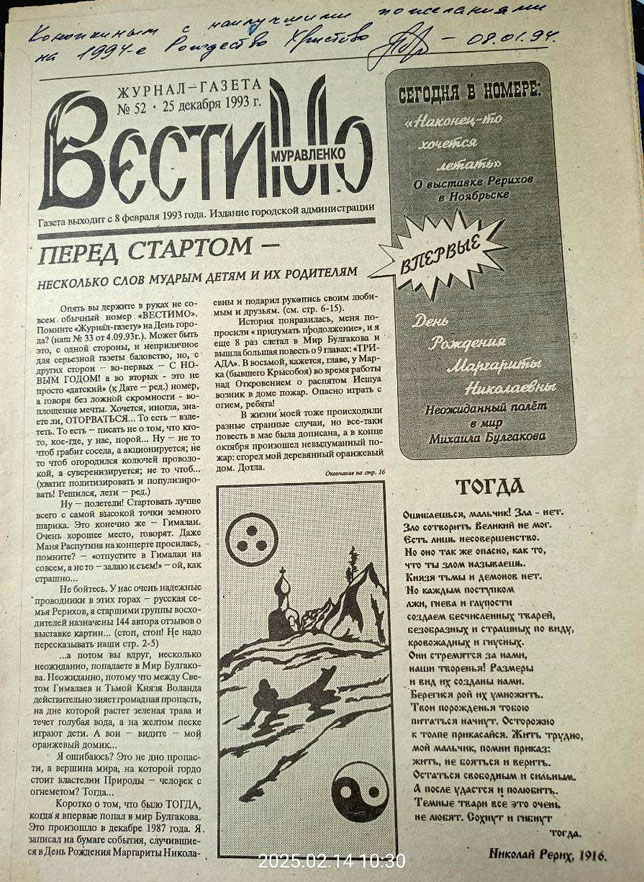 Конопкиным с наилучшими пожеланиями
на 1994-е Рождество Христово — 08.01.94.
ЖУРНАЛ–ГАЗЕТА
№ 52 · 25 декабря 1993 г.
ВЕСТИМО
МУРАВЛЕНКО
Газета выходит с 8 февраля 1993 года. Издание городской администрации
ПЕРЕД СТАРТОМ –
НЕСКОЛЬКО СЛОВ МУДРЫМ ДЕТЯМ И ИХ РОДИТЕЛЯМ
Опять вы держите в руках не со-
всем обычный номер «ВЕСТИМО».
Помните «Журнал-газету» на День горо-
да? (наш № 33 от 4.09.93г.). Может быть
это, с одной стороны, и неприличное
для серьезной газеты баловство, но, с
других сторон – во-первых – С НО-
ВЫМ ГОДОМ! а во вторых - это не
просто «датский» (к Дате – ред.) номер,
а говоря без ложной скромности - во-
площение мечты. Хочется, иногда, зна-
ете ли, ОТОРВАТЬСЯ... То есть – взле-
теть. То есть – писать не о том, что кто-
то, кое-где, у нас, порой... Ну – не то
чтоб грабит соседа, а акционируется; не
то чтоб огородился колючей проволо-
кой, а суверенизируется; не то чтоб...
(хватит политизировать и популизиро-
вать! Решился, лети – ред.)
Ну – полетели! Стартовать лучше
всего с самой высокой точки земного
шарика. Это конечно же – Гималаи.
Очень хорошее место, говорят. Даже
Маня Распутина на концерте просилась,
помните? – «отпустите в Гималаи на
совсем, а не то – залаю и съем!» – ой, как
страшно...
Не бойтесь. У нас очень надежные
проводники в этих горах - русская се-
мья Рерихов, а старшими группы восхо-
дителей назначены 144 автора отзывов о
выставке картин... (стоп, стоп! Не надо
пересказывать наши стр. 2-5)
...а потом вы вдруг, несколько
неожиданно, попадаете в Мир Булгако-
ва. Неожиданно, потому что между Све-
том Гималаев и Тьмой Князя Воланда
действительно зияет громадная пропасть,
на дне которой растет зеленая трава и
течет голубая вода, а на желтом песке
играют дети. А вон – видите – мой
оранжевый домик...
Я ошибаюсь? Это не дно пропас-
ти, а вершина мира, на которой гордо
стоит властелин Природы – человек с
огнеметом? Тогда...
Коротко о том, что было ТОГДА,
когда я впервые попал в мир Булгакова.
Это произошло в декабре 1987 года. Я
записал на бумаге события, случившие-
ся в День Рождения Маргариты Никола-
евны и подарил рукопись своим люби-
мым и друзьям. (см. стр. 6-15).
История понравилась, меня по-
просили «придумать продолжение», и я
еще 8 раз слетал в Мир Булгакова и
вышла большая повесть о 9 главах: «ТРИ-
АДА». В восьмой, кажется, главе, у Мар-
ка (бывшего Крысобоя) во время работы
над Откровением о распятом Иешуа
возник в доме пожар. Опасно играть с
огнем, ребята!
В жизни моей тоже происходили
разные странные случаи, но все-таки
повесть в мае была дописана, а в конце
октября произошел невыдуманный по-
жар: сгорел мой деревянный оранжевый
дом. Дотла.
Окончание на стр. 16
СЕГОДНЯ В НОМЕРЕ:
«Наконец-то
хочется
летать»
О выставке Рерихов
в Ноябрьске
ВПЕРВЫЕ
День
Рождения
Маргариты
Николаевны
Неожиданный полёт
в мир
Михаила Булгакова
ТОГДА
Ошибаешься, мальчик! Зла - нет.
Зло сотворить Великий не мог.
Есть лишь несовершенство.
Но оно так же опасно, как то,
что ты злом называешь.
Князя тьмы и демонов нет.
Но каждым поступком
лжи, гнева и глупости
создаем бесчисленных тварей,
безобразных и страшных по виду,
кровожадных и гнусных.
Они стремятся за нами,
наши творенья! Размеры
и вид их созданы нами.
Берегися рой их умножить.
Твои порожденья тобою
питаться начнут. Осторожно
к толпе прикасайся. Жить трудно,
мой мальчик, помни приказ:
жить, не бояться и верить.
Остаться свободным и сильным.
А после удастся и полюбить.
Темные твари все это очень
не любят. Сохнут и гибнут
тогда.
Николай Рерих, 1916.
2025.02.14 10:30